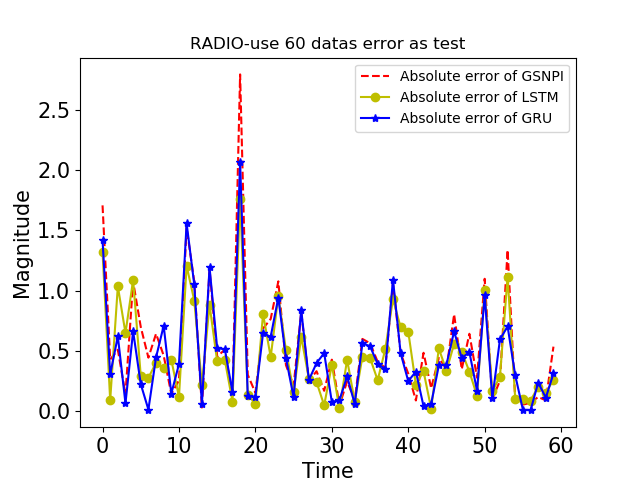 RADIO-use 60 datas error as test
Absolute error of GSNPI
Absolute error of LSTM
Absolute error of GRU
Magnitude
2.5
2.0
1.5
1.0
0.5
0.0
0 10 20 30 40 50 60
Time